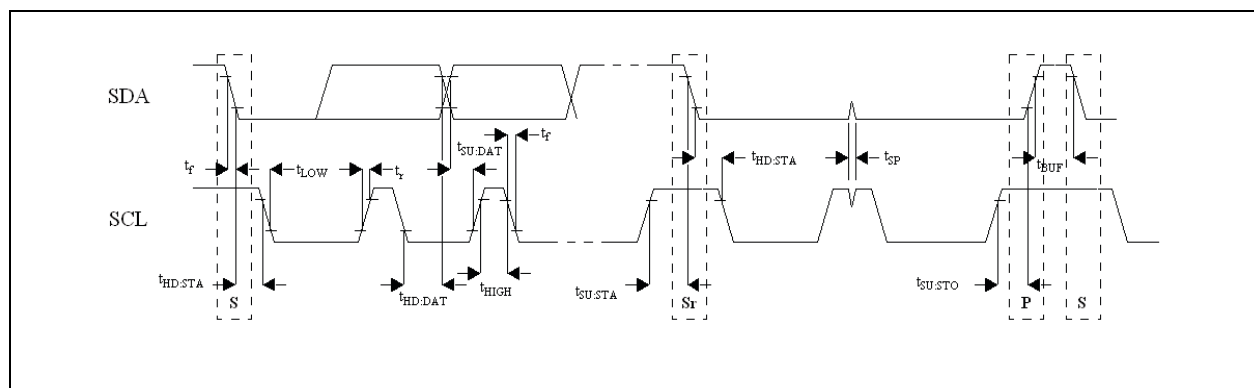 SDA
t_f
t_SU:DAT
t_f
t_LOW
t_r
t_HD:STA
t_SP
t_BUF
SCL
t_HD:STA
S
t_HD:DAT
t_HIGH
t_SU:STA
Sr
t_SU:STO
P
S